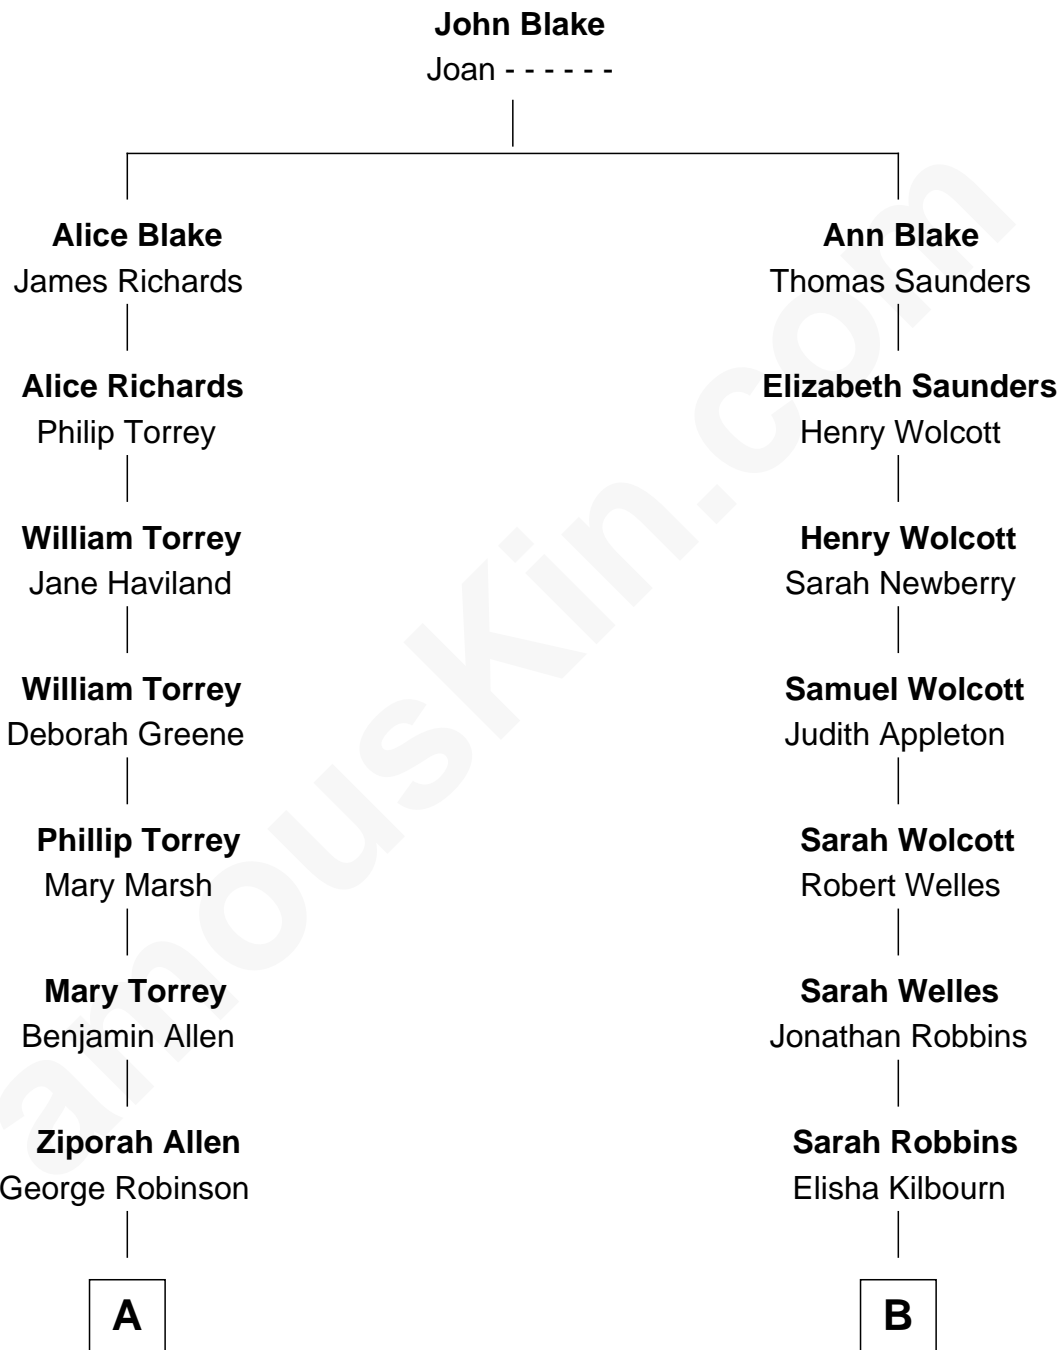 John Blake
Joan - - - - - -
Alice Blake
James Richards
Ann Blake
Thomas Saunders
Alice Richards
Philip Torrey
Elizabeth Saunders
Henry Wolcott
William Torrey
Jane Haviland
Henry Wolcott
Sarah Newberry
William Torrey
Deborah Greene
Samuel Wolcott
Judith Appleton
Phillip Torrey
Mary Marsh
Sarah Wolcott
Robert Welles
Mary Torrey
Benjamin Allen
Sarah Welles
Jonathan Robbins
Ziporah Allen
George Robinson
Sarah Robbins
Elisha Kilbourn
A
B
amousKin.com